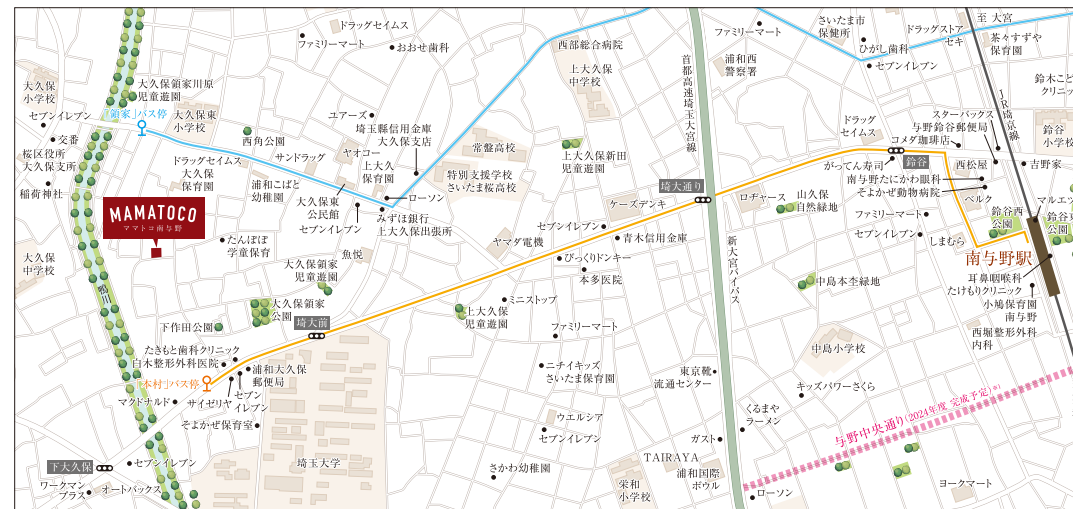 ドラッグセイムス
ファミリーマート
おおせ歯科
西部総合病院
上大久保
中学校
首都高速埼玉大宮線
ファミリーマート
浦和西
警察署
さいたま市
保健所
ひがし歯科
セブンイレブン
ドラッグストア
セキ
至 大宮
茶々すずや
保育園
鈴木こど
クリニック
JR埼京線
大久保
小学校
セブンイレブン
交番
桜区役所
大久保支所
稲荷神社
大久保領家川原
児童遊園
「領家」バス停
大久保東
小学校
西角公園
ドラッグセイムス
大久保
保育園
サンドラッグ
浦和こばと
幼稚園
ユアーズ
埼玉縣信用金庫
大久保支店
ヤオコー
上大久保
保育園
常盤高校
特別支援学校
さいたま桜高校
ローソン
大久保東
公民館
セブンイレブン
みずほ銀行
上大久保出張所
上大久保新田
児童遊園
埼大通り
ケーズデンキ
ロヂャース
山久保
自然緑地
ドラッグ
セイムス
スターバックス
与野鈴谷郵便局
コメダ珈琲店
鈴谷
がってん寿司
西松屋
南与野たにかわ眼科
そよかぜ動物病院
ベルク
ファミリーマート
セブンイレブン
しまむら
鈴谷
小学校
吉野家
マルエツ
鈴谷西
公園
鈴谷東
公園
南与野駅
耳鼻咽喉科
たけもりクリニック
小鳩保育園
南与野
西堀整形外科
内科
MAMATOCO
ママトコ南与野
大久保
中学校
鴨川
たんぽぽ
学童保育
魚悦
大久保領家
児童遊園
大久保領家
公園
下作田公園
埼大前
ヤマダ電機
セブンイレブン
青木信用金庫
びっくりドンキー
本多医院
ミニストップ
上大久保
児童遊園
ファミリーマート
新大宮バイパス
中島本杢緑地
中島小学校
たきもと歯科クリニック
白木整形外科医院
「本村」バス停
浦和大久保
郵便局
マクドナルド
サイゼリヤ
セブン
イレブン
そよかぜ保育室
下大久保
セブンイレブン
ワークマン
プラス
オートバックス
埼玉大学
ニチイキッズ
さいたま保育園
ウエルシア
セブンイレブン
さかわ幼稚園
東京靴
流通センター
キッズパワーさくら
くるまや
ラーメン
ガスト
TAIRAYA
浦和国際
ボウル
栄和
小学校
与野中央通り(2024年度 完成予定)※1
ローソン
ヨークマート